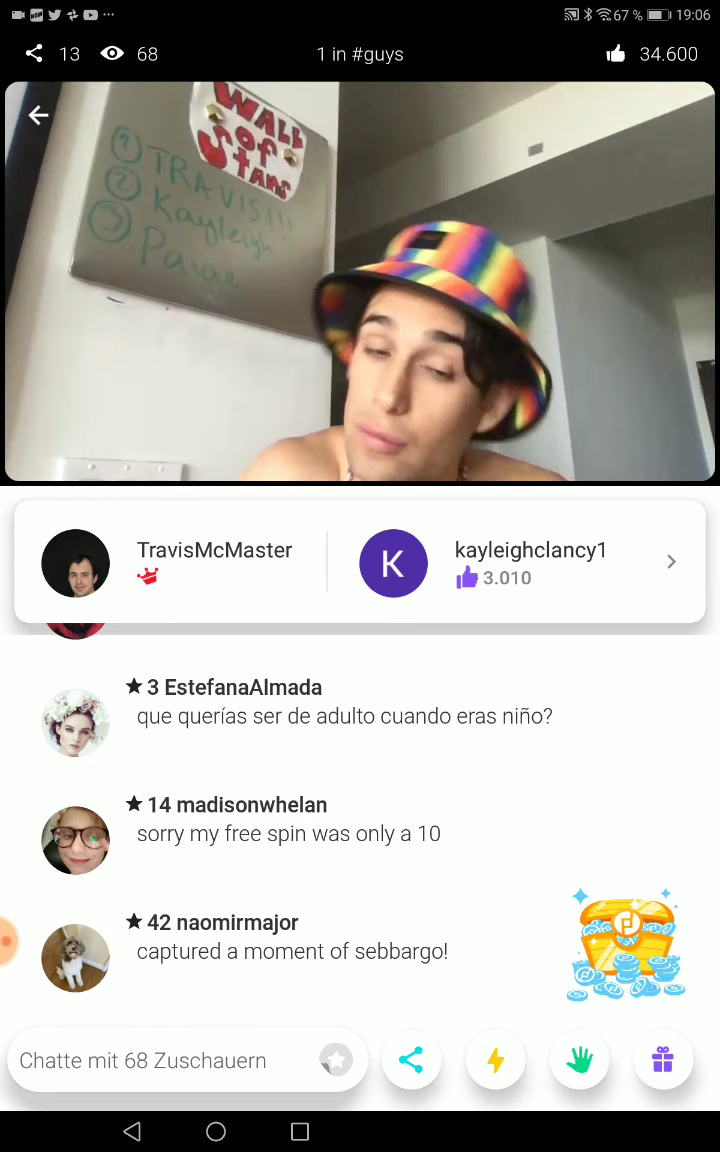 67 % 19:06
13 68 1 in #guys 34.600
WALL
of
Stars
1 TRAVIS!!!
2 Kayleigh
3 Paige
TravisMcMaster
kayleighclancy1
K
3.010
3 EstefanaAlmada
que querías ser de adulto cuando eras niño?
14 madisonwhelan
sorry my free spin was only a 10
42 naomirmajor
captured a moment of sebbargo!
Chatte mit 68 Zuschauern